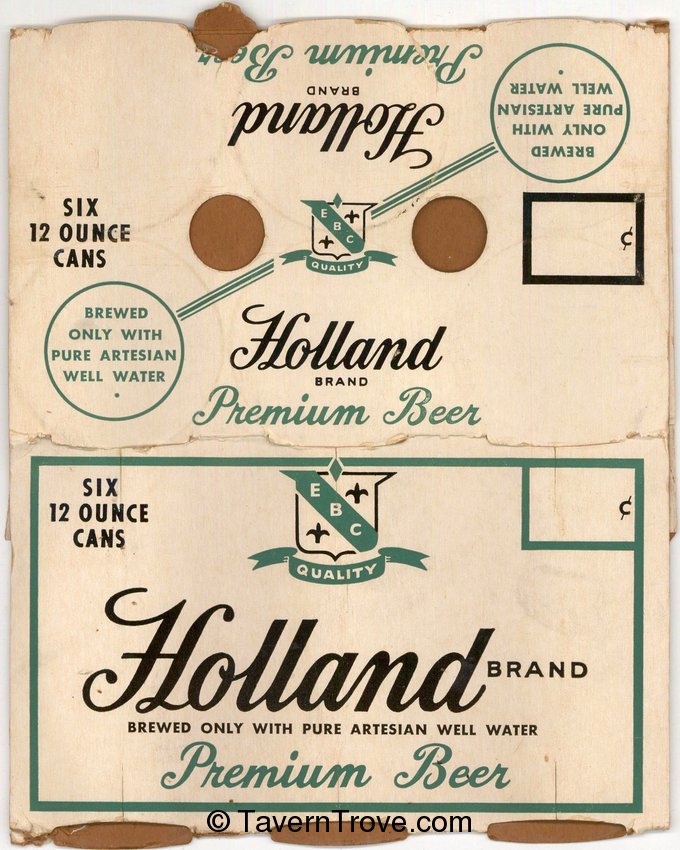 Premium Beer
Holland
BRAND
BREWED
ONLY WITH
PURE ARTESIAN
WELL WATER
SIX
12 OUNCE
CANS
¢
EBC
QUALITY
BREWED
ONLY WITH
PURE ARTESIAN
WELL WATER
Holland
BRAND
Premium Beer
SIX
12 OUNCE
CANS
¢
EBC
QUALITY
Holland BRAND
BREWED ONLY WITH PURE ARTESIAN WELL WATER
Premium Beer
© TavernTrove.com